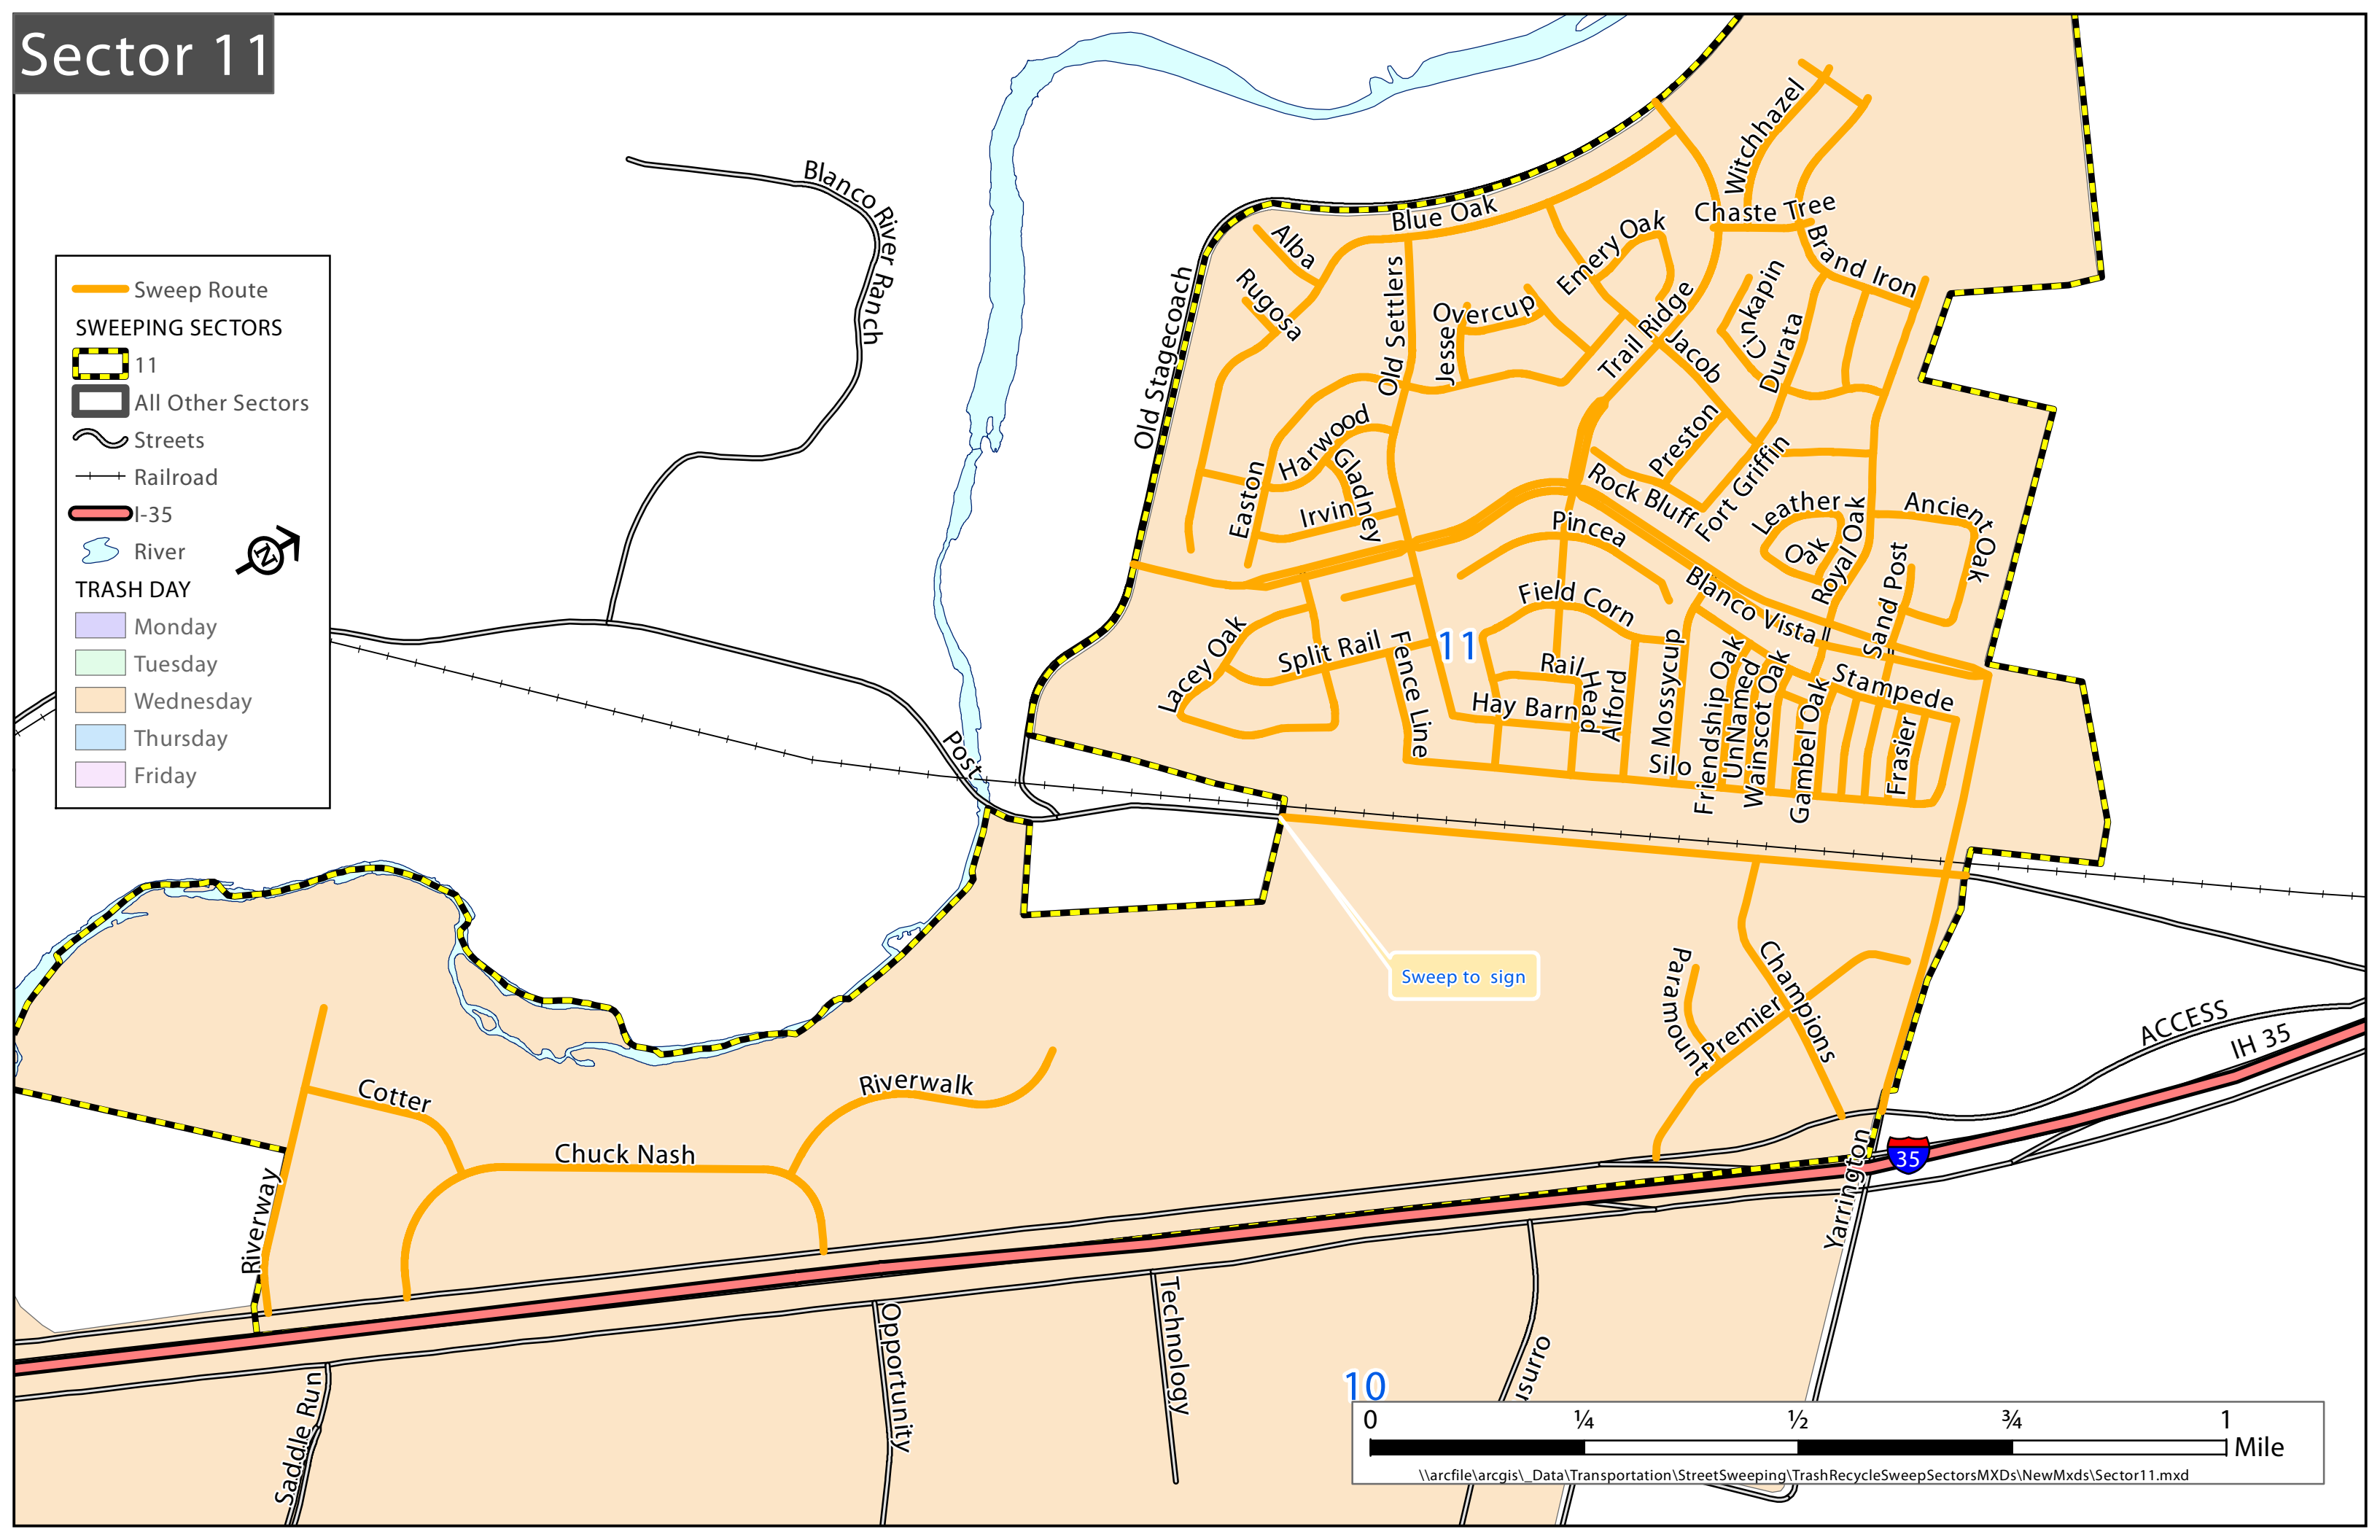 Sector 11
Sweep Route
SWEEPING SECTORS
11
All Other Sectors
Streets
Railroad
I-35
River
N
TRASH DAY
Monday
Tuesday
Wednesday
Thursday
Friday
Blanco River Ranch
Post
Old Stagecoach
Alba
Rugosa
Blue Oak
Old Settlers
Jesse
Overcup
Emery Oak
Witchhazel
Chaste Tree
Brand Iron
Trail Ridge
Jacob
Cinkapin
Durata
Preston
Fort Griffin
Rock Bluff
Harwood
Gladney
Easton
Irvin
Pincea
Field Corn
Leather
Oak
Royal Oak
Ancient Oak
Sand Post
Blanco Vista
Stampede
Lacey Oak
Split Rail
Fence Line
11
Rail Head
Hay Barn
Alford
Silo
Mossycup
Friendship Oak
UnNamed
Wainscot Oak
Gambel Oak
Frasier
Sweep to sign
Paramount
Premier
Champions
ACCESS
IH 35
35
Yarrington
Cotter
Chuck Nash
Riverwalk
Riverway
Saddle Run
Opportunity
Technology
usurro
10
0 ¼ ½ ¾ 1
Mile
\\arcfile\arcgis\_Data\Transportation\StreetSweeping\TrashRecycleSweepSectorsMXDs\NewMxds\Sector11.mxd